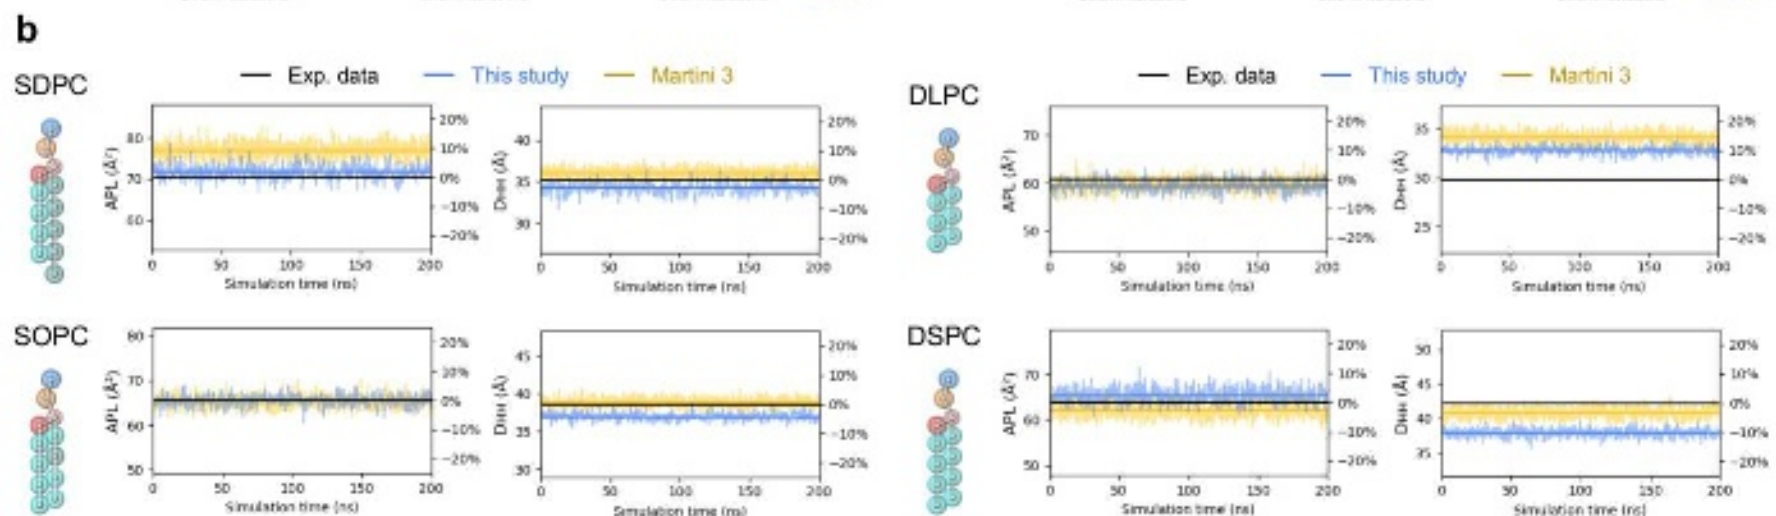 b
SDPC
Exp. data This study Martini 3
APL (Å²)
80
70
60
20%
10%
0%
−10%
−20%
0 50 100 150 200
Simulation time (ns)
DHH (Å)
40
35
30
20%
10%
0%
−10%
−20%
0 50 100 150 200
Simulation time (ns)
DLPC
Exp. data This study Martini 3
APL (Å²)
70
60
50
20%
10%
0%
−10%
−20%
0 50 100 150 200
Simulation time (ns)
DHH (Å)
35
30
25
20%
10%
0%
−10%
−20%
0 50 100 150 200
Simulation time (ns)
SOPC
APL (Å²)
80
70
60
50
20%
10%
0%
−10%
−20%
0 50 100 150 200
Simulation time (ns)
DHH (Å)
45
40
35
30
20%
10%
0%
−10%
−20%
0 50 100 150 200
Simulation time (ns)
DSPC
APL (Å²)
70
60
50
20%
10%
0%
−10%
−20%
0 50 100 150 200
Simulation time (ns)
DHH (Å)
50
45
40
35
20%
10%
0%
−10%
−20%
0 50 100 150 200
Simulation time (ns)